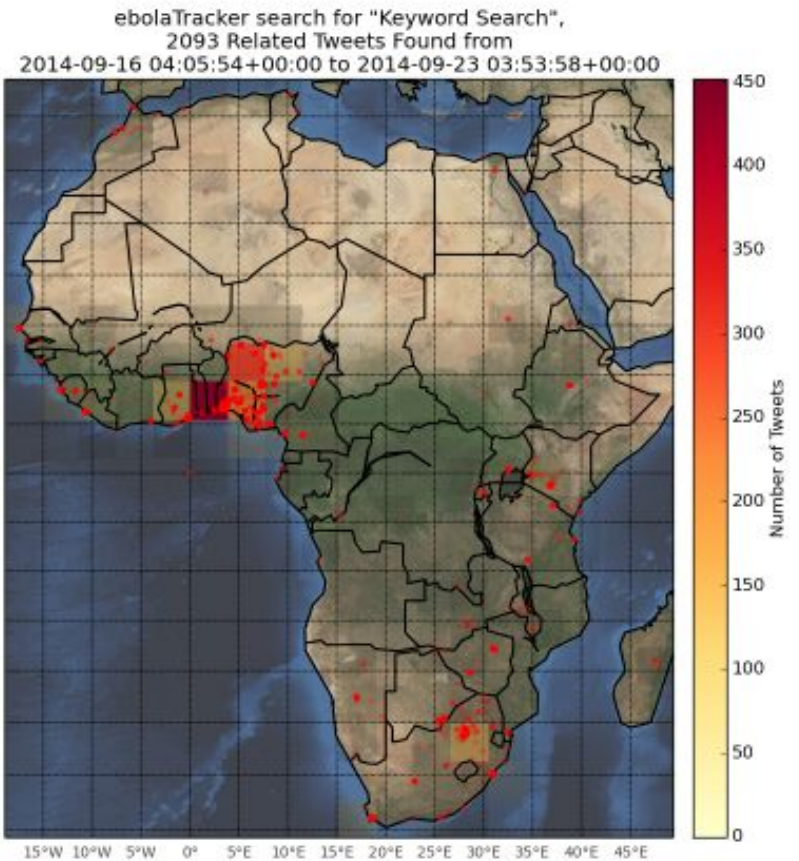 ebolaTracker search for "Keyword Search",
2093 Related Tweets Found from
2014-09-16 04:05:54+00:00 to 2014-09-23 03:53:58+00:00
450
400
350
300
250
200
150
100
50
0
Number of Tweets
15°W 10°W 5°W 0° 5°E 10°E 15°E 20°E 25°E 30°E 35°E 40°E 45°E